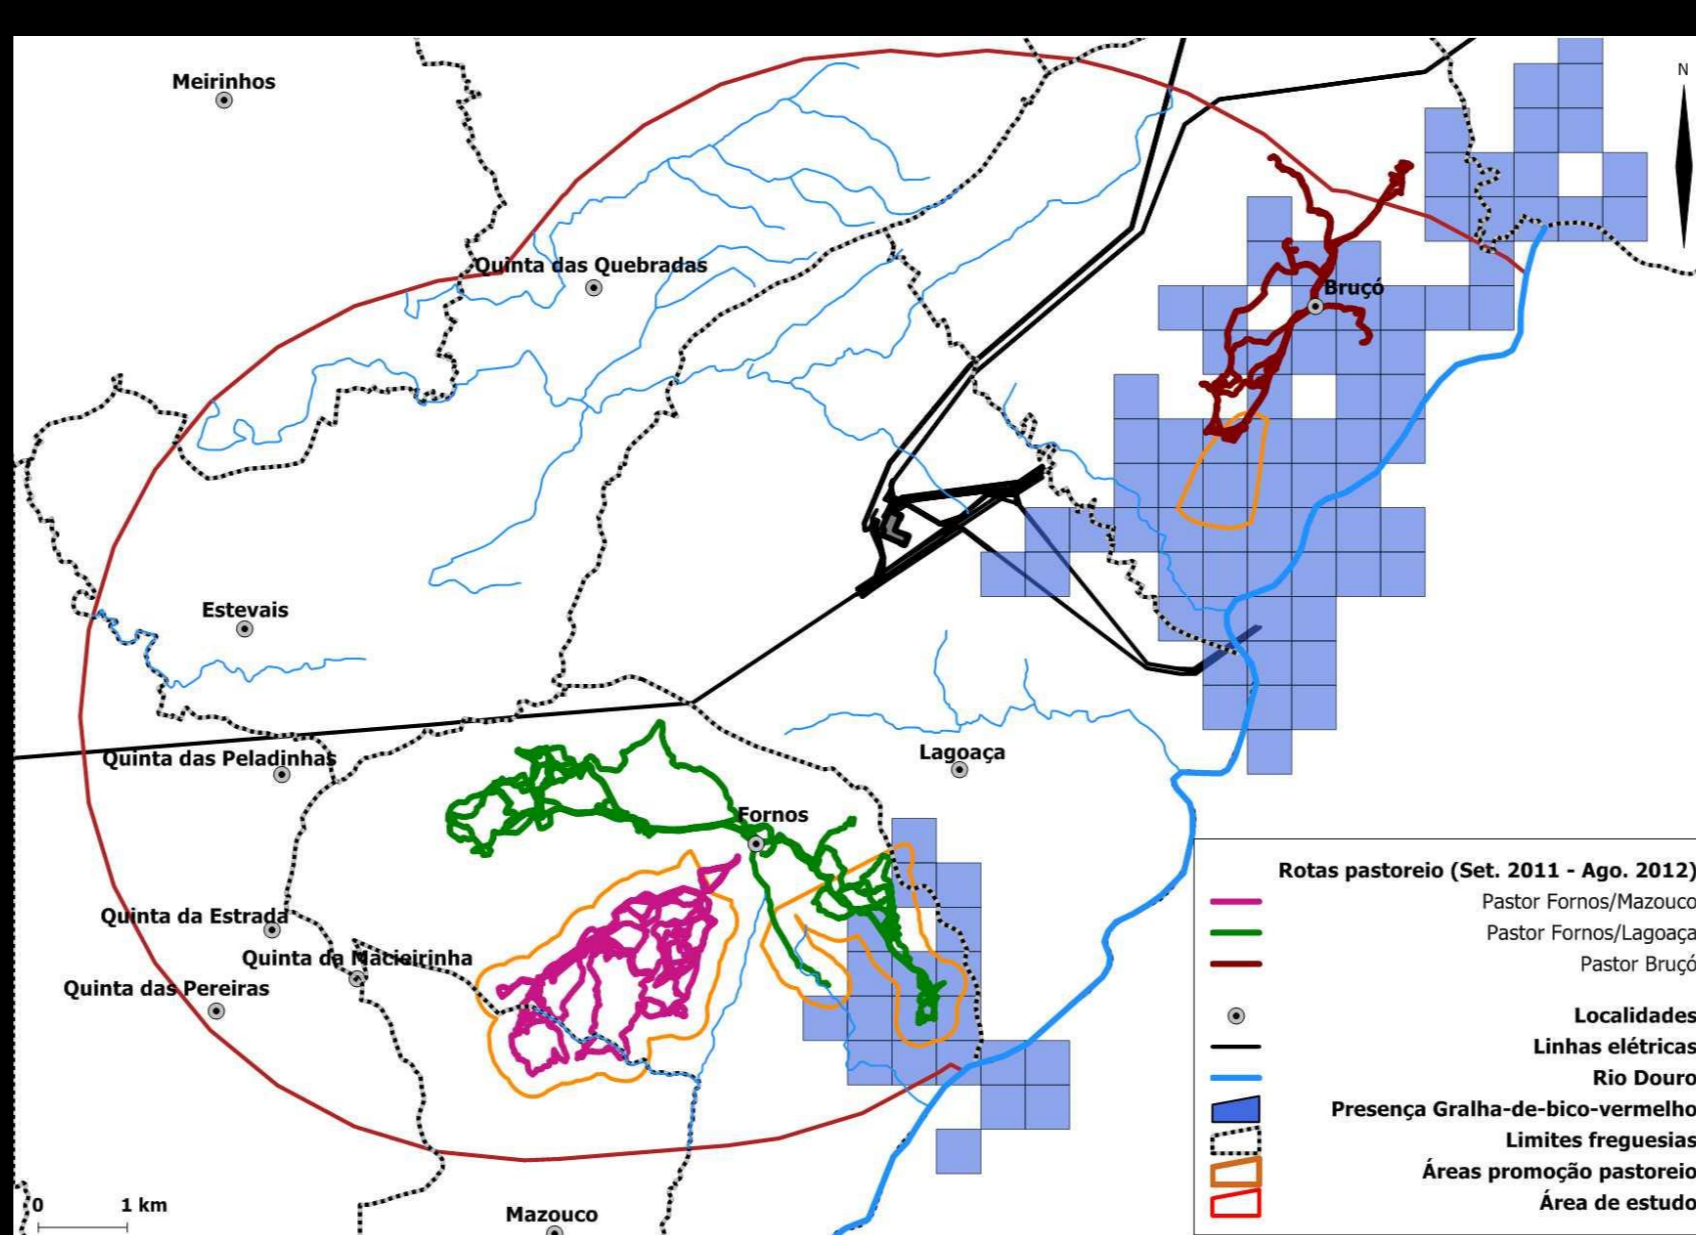 Meirinhos
N
Quinta das Quebradas
Bruçó
Estevais
Quinta das Peladinhas
Lagoaça
Fornos
Quinta da Estrada
Quinta da Macieirinha
Quinta das Pereiras
Mazouco
0 1 km
Rotas pastoreio (Set. 2011 - Ago. 2012)
Pastor Fornos/Mazouco
Pastor Fornos/Lagoaça
Pastor Bruçó
Localidades
Linhas elétricas
Rio Douro
Presença Gralha-de-bico-vermelho
Limites freguesias
Áreas promoção pastoreio
Área de estudo